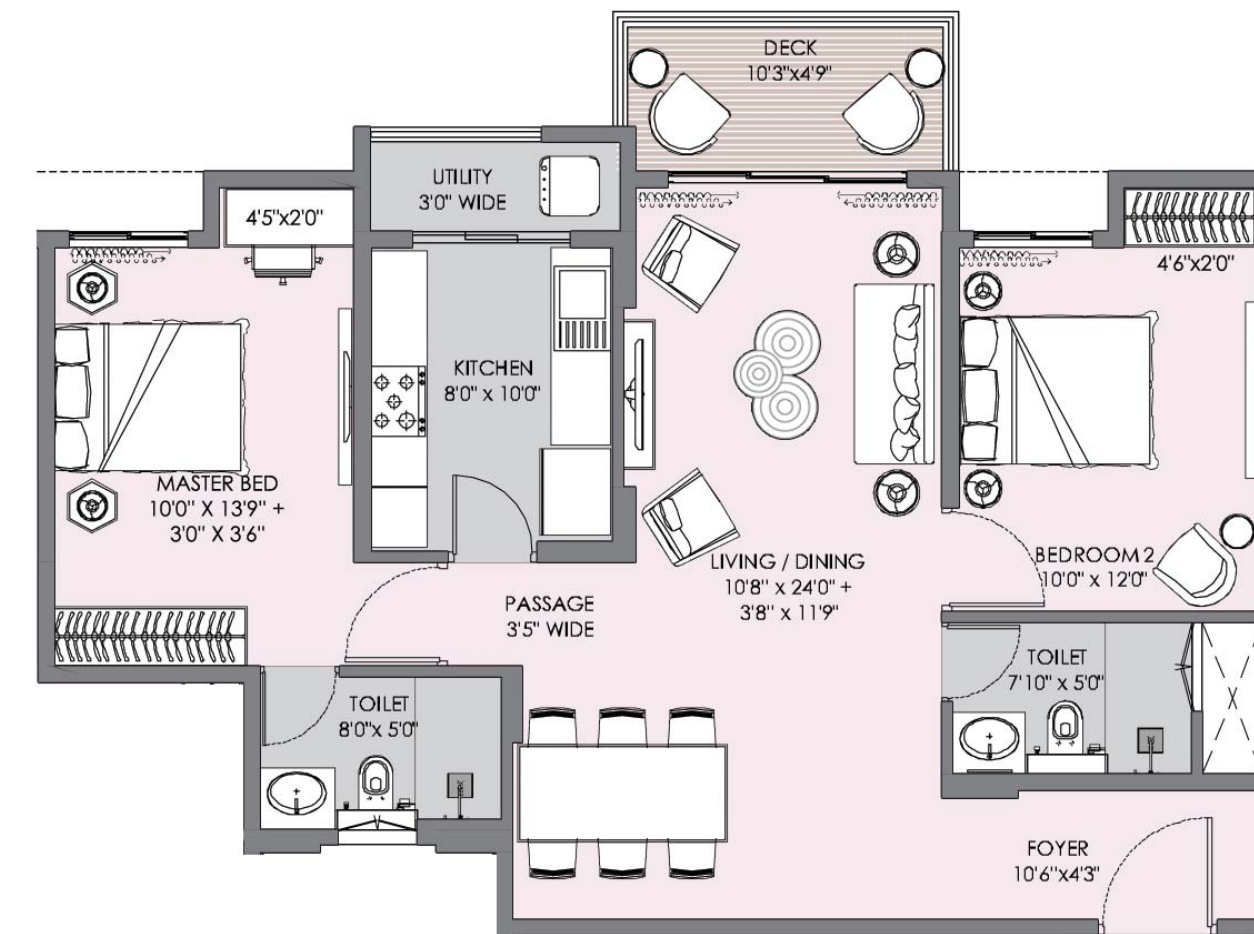 DECK
10'3"x4'9"
UTILITY
3'0" WIDE
4'5"x2'0"
4'6"x2'0"
KITCHEN
8'0" x 10'0"
MASTER BED
10'0" X 13'9" +
3'0" X 3'6"
LIVING / DINING
10'8" x 24'0" +
3'8" x 11'9"
BEDROOM 2
10'0" x 12'0"
PASSAGE
3'5" WIDE
TOILET
7'10" x 5'0"
TOILET
8'0"x 5'0"
FOYER
10'6"x4'3"